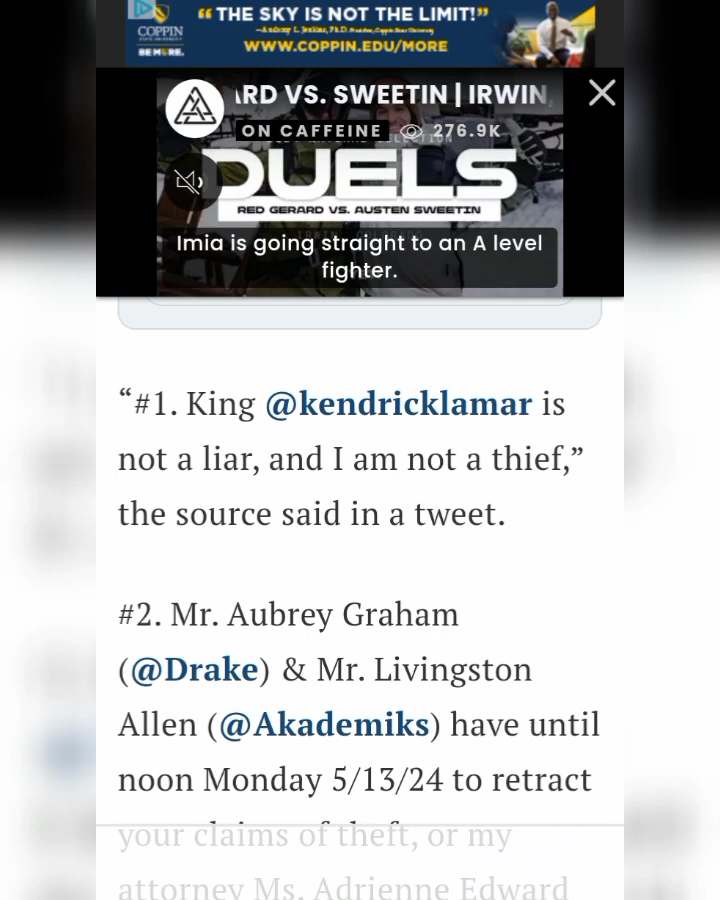 COPPIN
STATE UNIVERSITY
BE MORE.
“THE SKY IS NOT THE LIMIT!”
WWW.COPPIN.EDU/MORE
RD VS. SWEETIN | IRWIN,
ON CAFFEINE 276.9K
DUELS
RED GERARD VS. AUSTEN SWEETIN
Imia is going straight to an A level
fighter.
“#1. King @kendricklamar is
not a liar, and I am not a thief,”
the source said in a tweet.
#2. Mr. Aubrey Graham
(@Drake) & Mr. Livingston
Allen (@Akademiks) have until
noon Monday 5/13/24 to retract
your claims of theft, or my
attorney Ms. Adrienne Edward